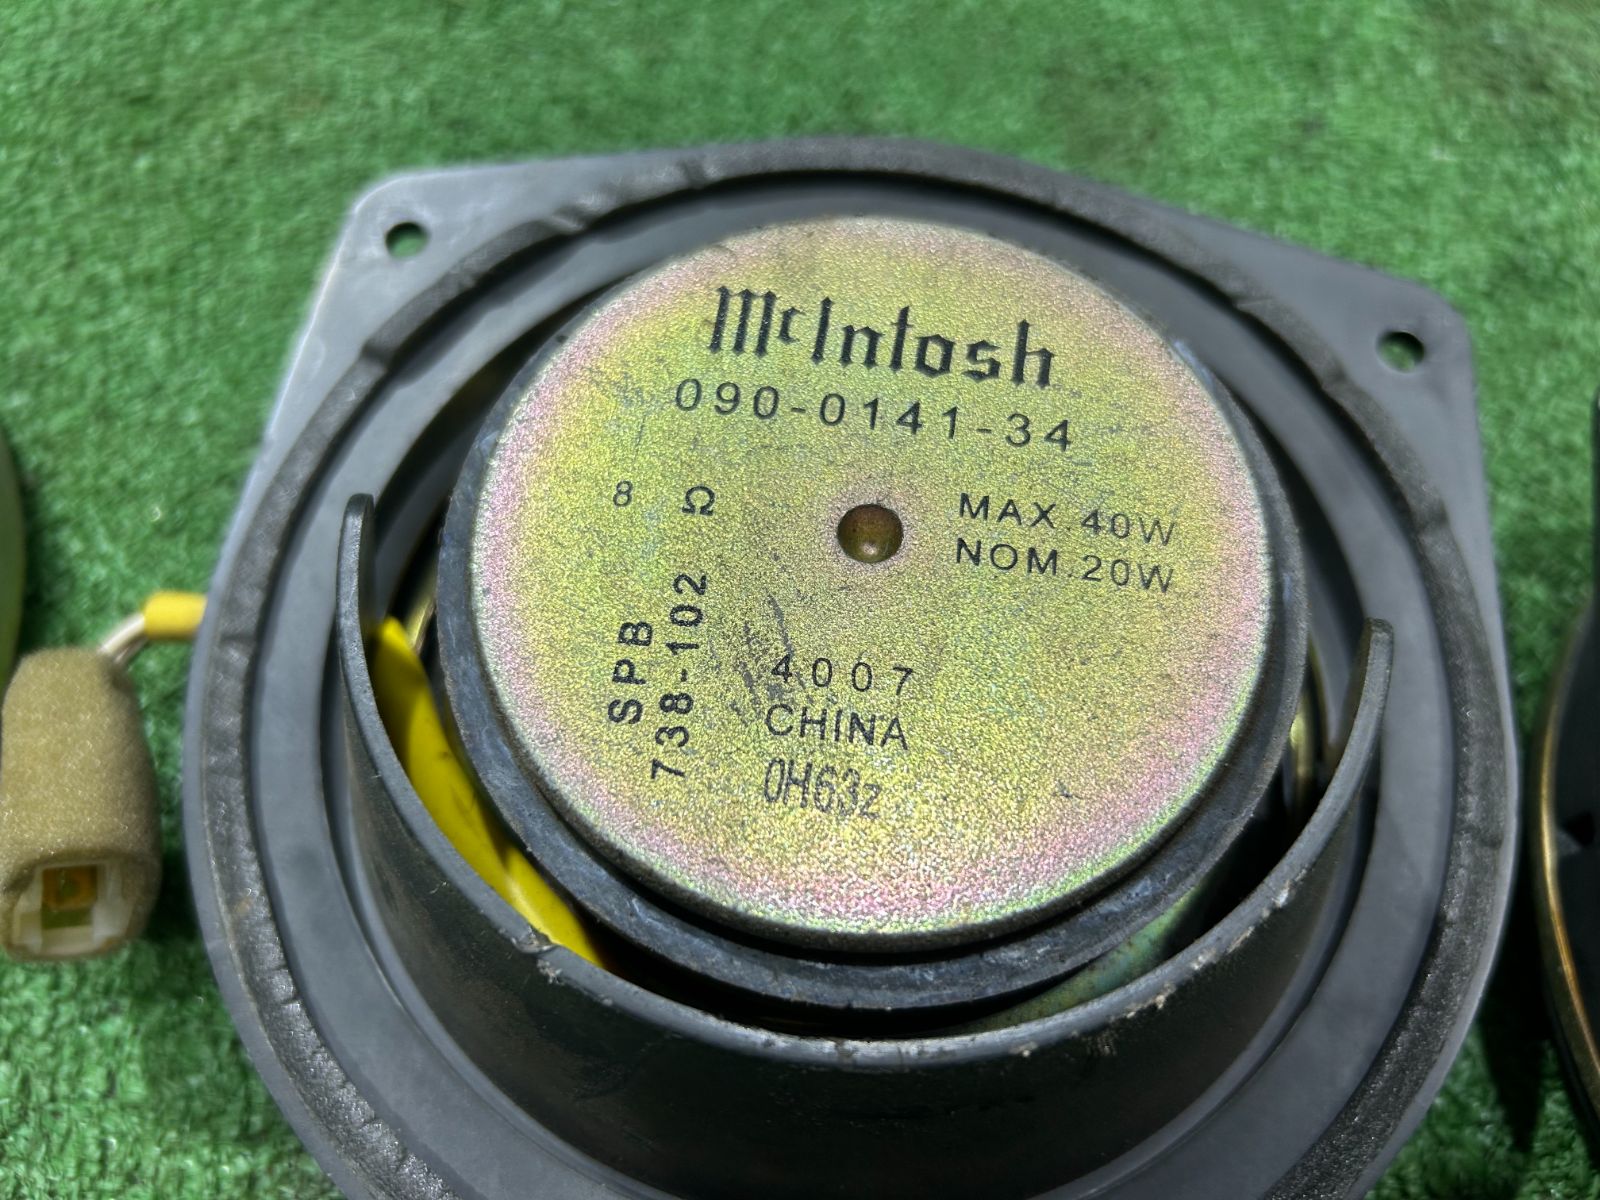 McIntosh
090-0141-34
8 Ω
MAX.40W
NOM.20W
SPB
738-102
4007
CHINA
0H63z